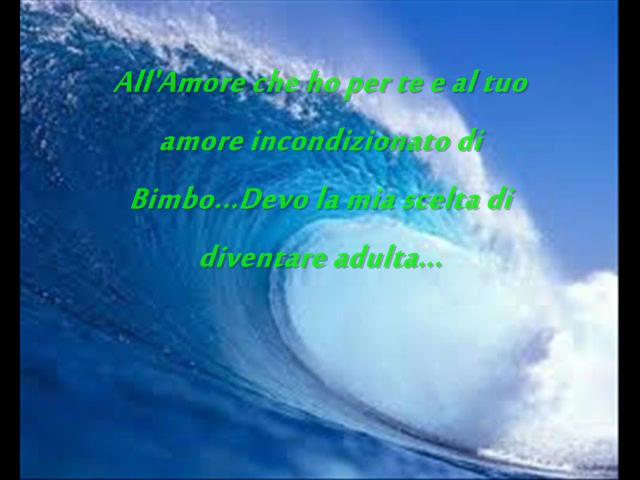 All'Amore che ho per te e al tuo
amore incondizionato di
Bimbo...Devo la mia scelta di
diventare adulta...